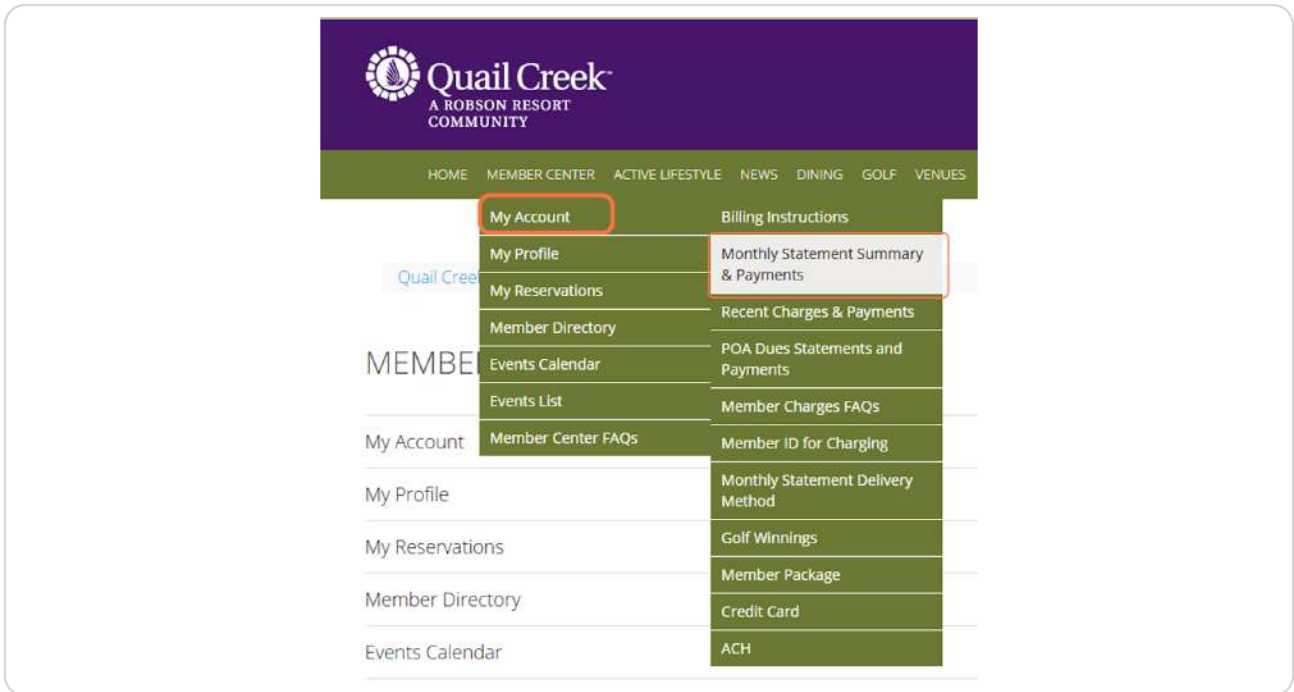 Quail Creek
A ROBSON RESORT
COMMUNITY
HOME MEMBER CENTER ACTIVE LIFESTYLE NEWS DINING GOLF VENUES
My Account
My Profile
My Reservations
Member Directory
Events Calendar
Events List
Member Center FAQs
Billing Instructions
Monthly Statement Summary
& Payments
Recent Charges & Payments
POA Dues Statements and
Payments
Member Charges FAQs
Member ID for Charging
Monthly Statement Delivery
Method
Golf Winnings
Member Package
Credit Card
ACH
Quail Cree
MEMBE
My Account
My Profile
My Reservations
Member Directory
Events Calendar